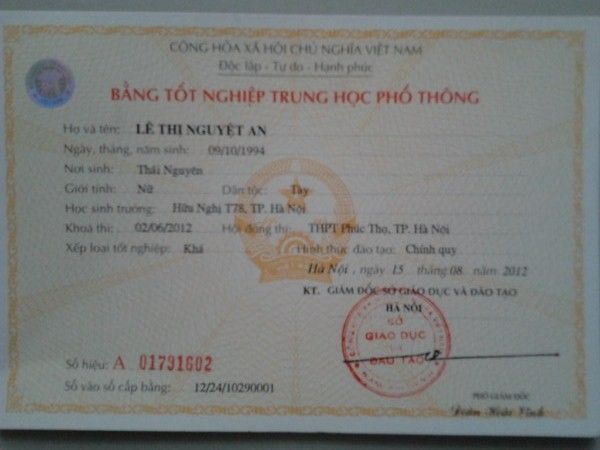 CỘNG HÒA XÃ HỘI CHỦ NGHĨA VIỆT NAM
Độc lập - Tự do - Hạnh phúc
BẰNG TỐT NGHIỆP TRUNG HỌC PHỔ THÔNG
Họ và tên: LÊ THỊ NGUYỆT AN
Ngày, tháng, năm sinh: 09/10/1994
Nơi sinh: Thái Nguyên
Giới tính: Nữ Dân tộc: Tày
Học sinh trường: Hữu Nghị T78, TP. Hà Nội
Khoá thi: 02/06/2012 Hội đồng thi: THPT Phúc Thọ, TP. Hà Nội
Xếp loại tốt nghiệp: Khá Hình thức đào tạo: Chính quy
Hà Nội, ngày 15 tháng 08 năm 2012
KT. GIÁM ĐỐC SỞ GIÁO DỤC VÀ ĐÀO TẠO
HÀ NỘI
SỞ
GIÁO DỤC
VÀ
ĐÀO TẠO
Số hiệu: A 01791602
Số vào sổ cấp bằng: 12/24/10290001
PHÓ GIÁM ĐỐC
Đoàn Hoài Vĩnh